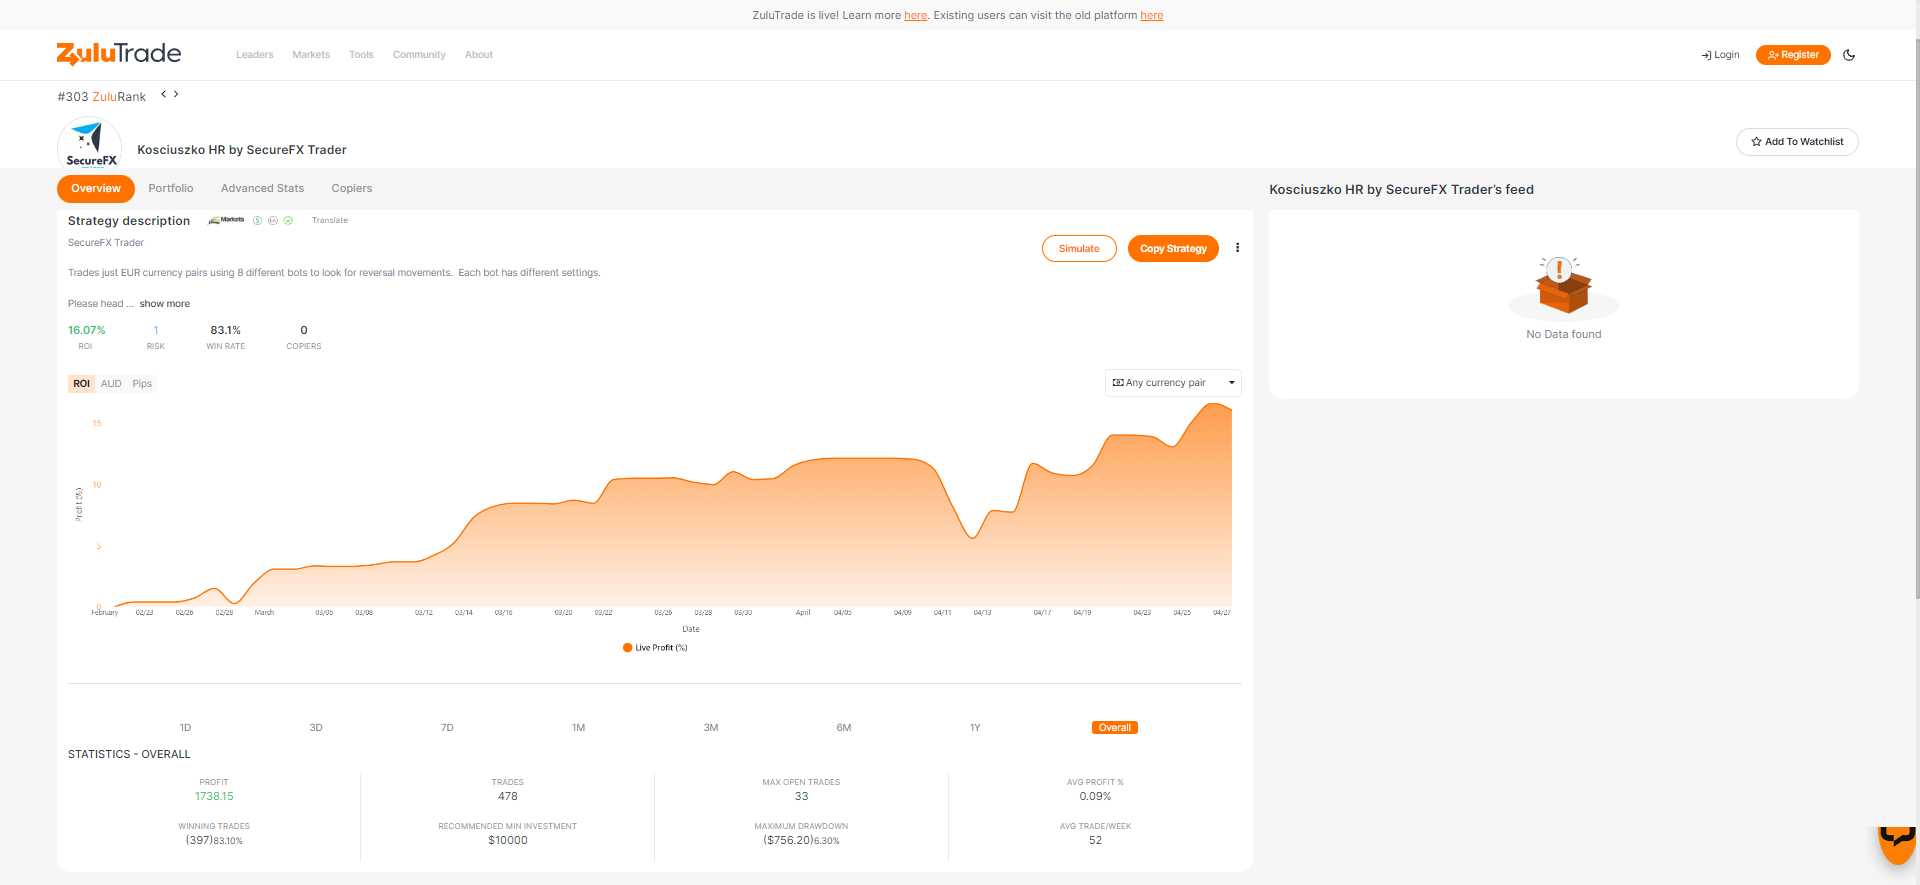 ZuluTrade is live! Learn more here. Existing users can visit the old platform here
ZuluTrade
Leaders Markets Tools Community About
Login Register
#303 ZuluRank
SecureFX
Kosciuszko HR by SecureFX Trader
Add To Watchlist
Overview Portfolio Advanced Stats Copiers
Kosciuszko HR by SecureFX Trader's feed
Strategy description Markets Translate
SecureFX Trader
Simulate Copy Strategy
Trades just EUR currency pairs using 8 different bots to look for reversal movements. Each bot has different settings.
Please head ... show more
16.07% 1 83.1% 0
ROI RISK WIN RATE COPIERS
No Data found
ROI AUD Pips
Any currency pair
15
10
5
0
Profit (%)
February 02/23 02/26 02/28 March 03/06 03/08 03/12 03/14 03/16 03/20 03/22 03/26 03/28 03/30 April 04/05 04/09 04/11 04/13 04/17 04/19 04/23 04/25 04/27
Date
Live Profit (%)
1D 3D 7D 1M 3M 6M 1Y Overall
STATISTICS - OVERALL
PROFIT TRADES MAX OPEN TRADES AVG PROFIT %
1738.15 478 33 0.09%
WINNING TRADES RECOMMENDED MIN INVESTMENT MAXIMUM DRAWDOWN AVG TRADE/WEEK
(397)83.10% $10000 ($756.20)6.30% 52